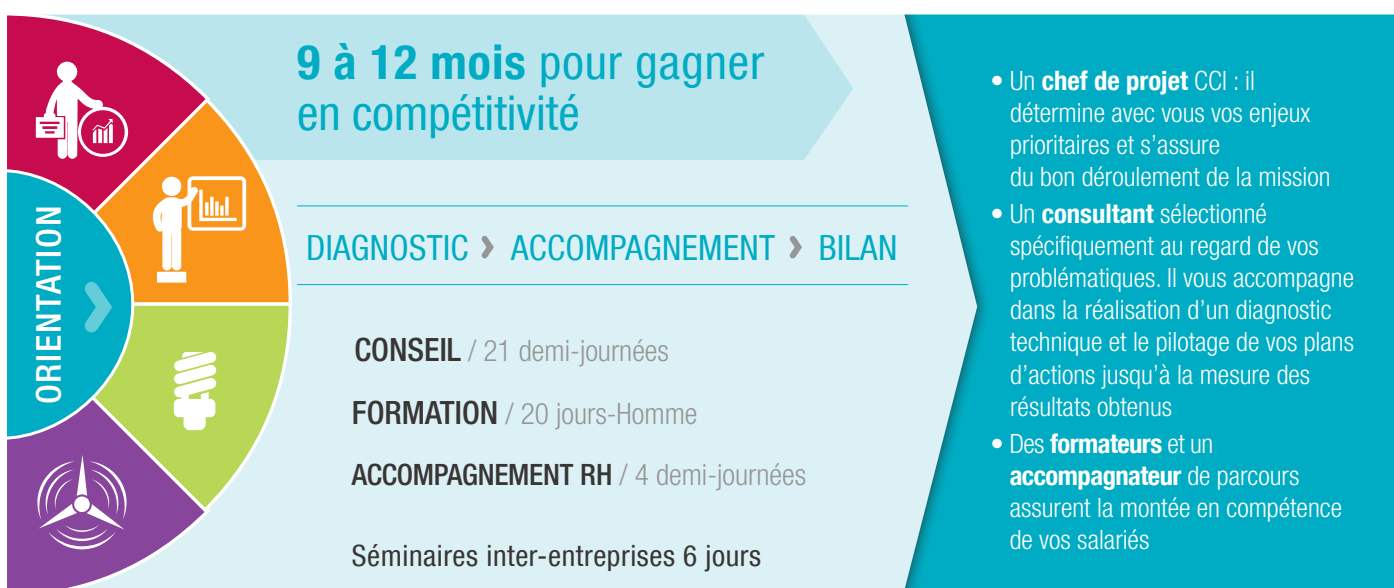 ORIENTATION
9 à 12 mois pour gagner
en compétitivité
DIAGNOSTIC › ACCOMPAGNEMENT › BILAN
CONSEIL / 21 demi-journées
FORMATION / 20 jours-Homme
ACCOMPAGNEMENT RH / 4 demi-journées
Séminaires inter-entreprises 6 jours
• Un chef de projet CCI : il
détermine avec vous vos enjeux
prioritaires et s’assure
du bon déroulement de la mission
• Un consultant sélectionné
spécifiquement au regard de vos
problématiques. Il vous accompagne
dans la réalisation d’un diagnostic
technique et le pilotage de vos plans
d’actions jusqu’à la mesure des
résultats obtenus
• Des formateurs et un
accompagnateur de parcours
assurent la montée en compétence
de vos salariés